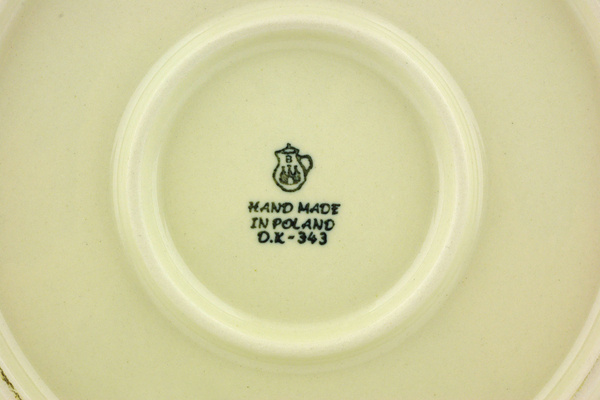 B
HAND MADE
IN POLAND
D.K-343